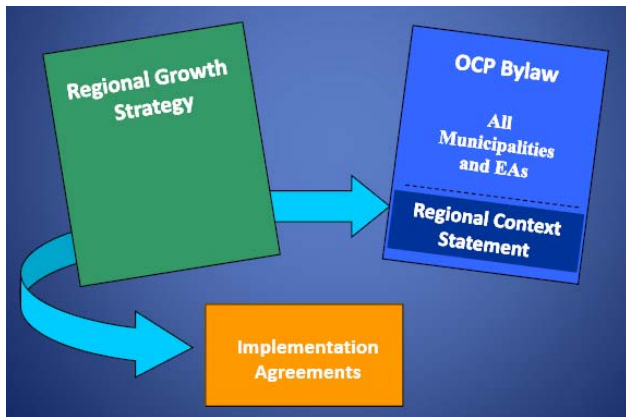 Regional Growth
Strategy
OCP Bylaw
All
Municipalities
and EAs
Regional Context
Statement
Implementation
Agreements